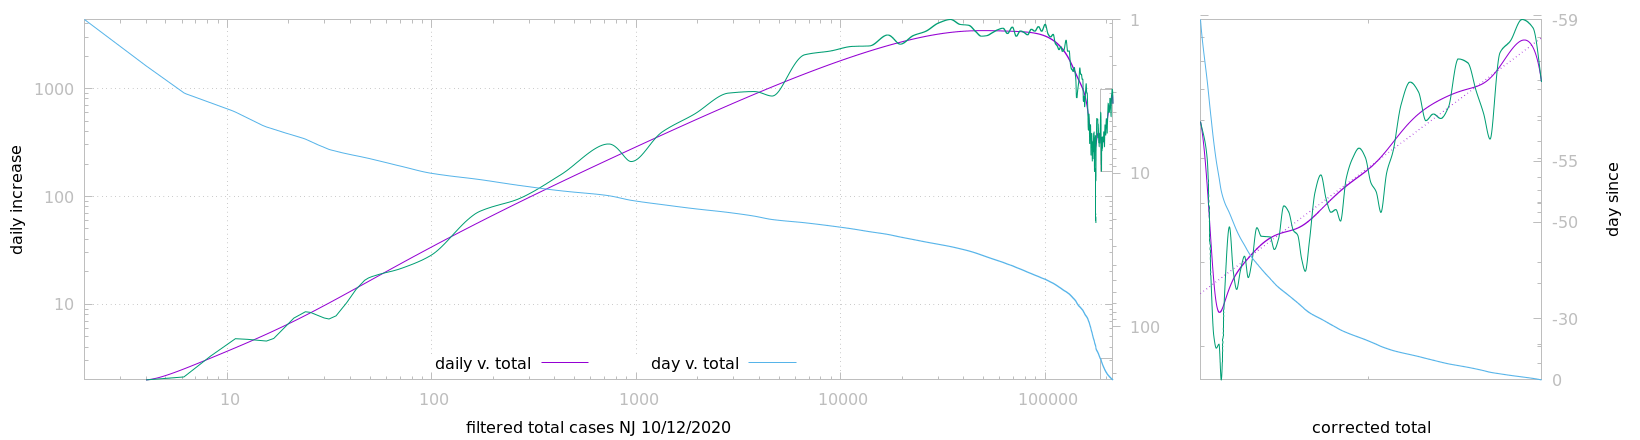 1
-59
1000
daily increase
-55
10
100
-50
day since
10
-30
100
daily v. total
day v. total
0
10
100
1000
10000
100000
filtered total cases NJ 10/12/2020
corrected total